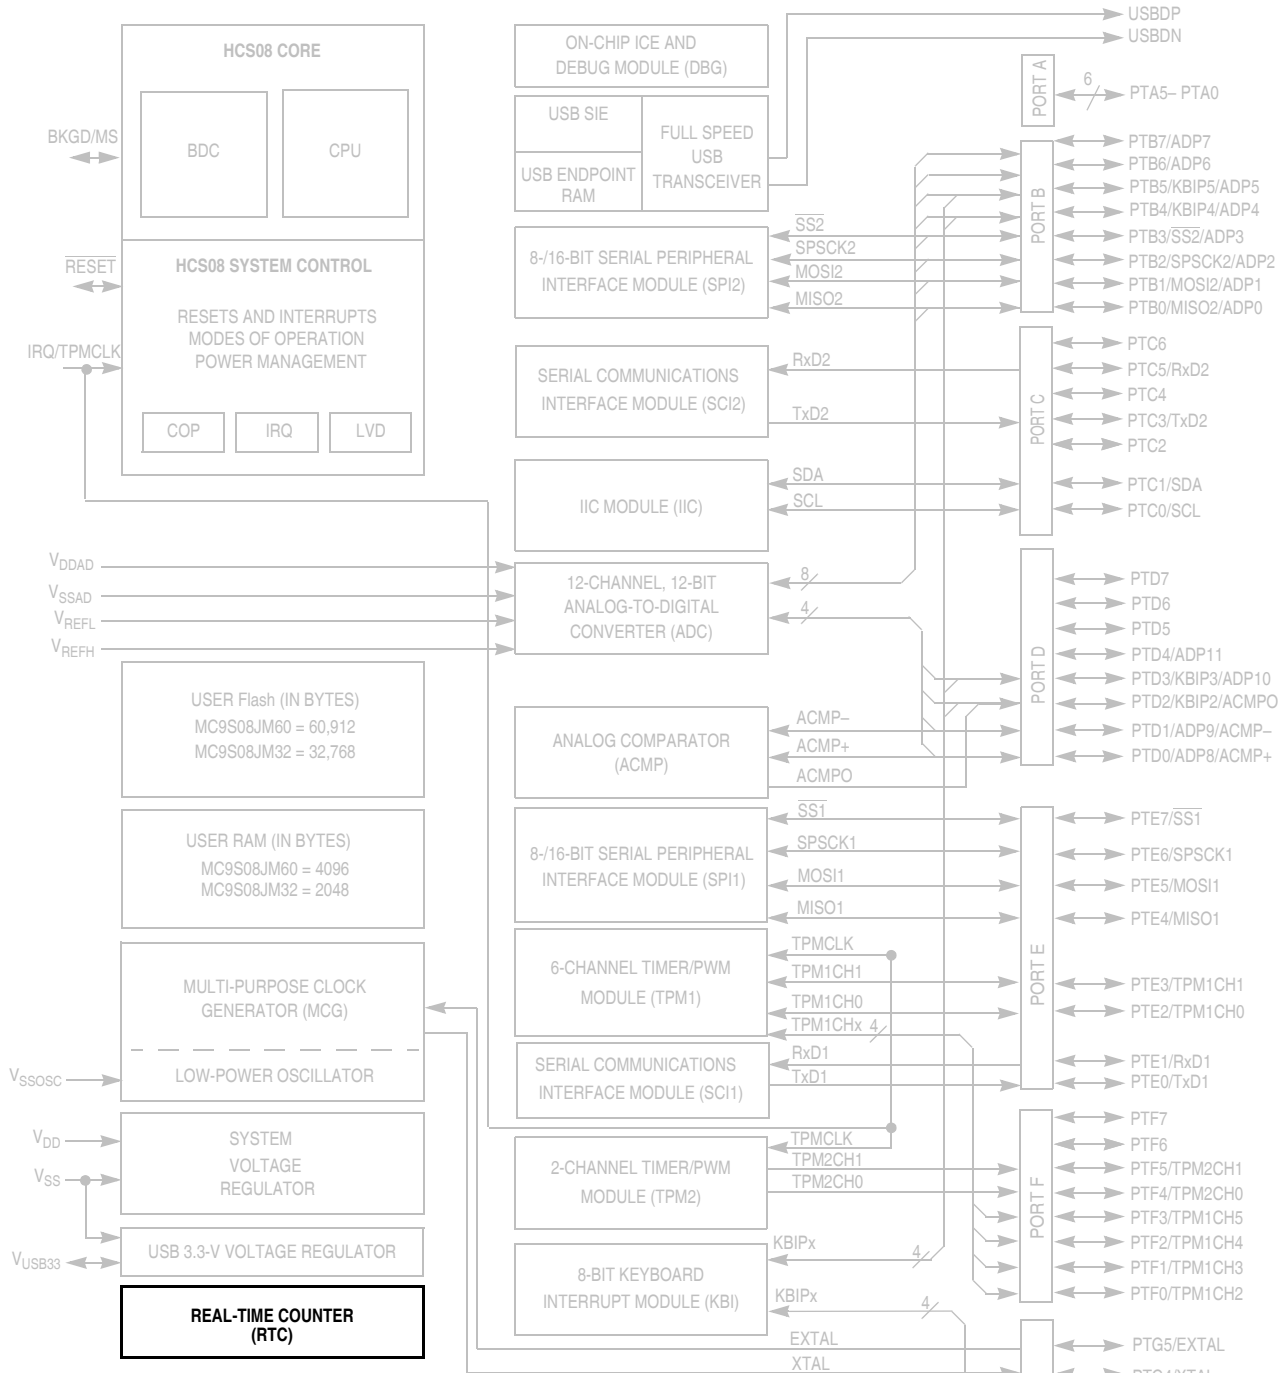 HCS08 CORE
BDC
CPU
BKGD/MS
RESET
HCS08 SYSTEM CONTROL
RESETS AND INTERRUPTS
MODES OF OPERATION
POWER MANAGEMENT
IRQ/TPMCLK
COP
IRQ
LVD
VDDAD
VSSAD
VREFL
VREFH
USER Flash (IN BYTES)
MC9S08JM60 = 60,912
MC9S08JM32 = 32,768
USER RAM (IN BYTES)
MC9S08JM60 = 4096
MC9S08JM32 = 2048
MULTI-PURPOSE CLOCK
GENERATOR (MCG)
LOW-POWER OSCILLATOR
VSSOSC
VDD
VSS
SYSTEM
VOLTAGE
REGULATOR
USB 3.3-V VOLTAGE REGULATOR
VUSB33
REAL-TIME COUNTER
(RTC)
ON-CHIP ICE AND
DEBUG MODULE (DBG)
USB SIE
USB ENDPOINT
RAM
FULL SPEED
USB
TRANSCEIVER
8-/16-BIT SERIAL PERIPHERAL
INTERFACE MODULE (SPI2)
SS2
SPSCK2
MOSI2
MISO2
SERIAL COMMUNICATIONS
INTERFACE MODULE (SCI2)
RxD2
TxD2
IIC MODULE (IIC)
SDA
SCL
12-CHANNEL, 12-BIT
ANALOG-TO-DIGITAL
CONVERTER (ADC)
8
4
ANALOG COMPARATOR
(ACMP)
ACMP–
ACMP+
ACMPO
8-/16-BIT SERIAL PERIPHERAL
INTERFACE MODULE (SPI1)
SS1
SPSCK1
MOSI1
MISO1
6-CHANNEL TIMER/PWM
MODULE (TPM1)
TPMCLK
TPM1CH1
TPM1CH0
TPM1CHx 4
SERIAL COMMUNICATIONS
INTERFACE MODULE (SCI1)
RxD1
TxD1
2-CHANNEL TIMER/PWM
MODULE (TPM2)
TPMCLK
TPM2CH1
TPM2CH0
8-BIT KEYBOARD
INTERRUPT MODULE (KBI)
KBIPx
4
KBIPx
4
EXTAL
XTAL
USBDP
USBDN
PORT A
6
PTA5– PTA0
PORT B
PTB7/ADP7
PTB6/ADP6
PTB5/KBIP5/ADP5
PTB4/KBIP4/ADP4
PTB3/SS2/ADP3
PTB2/SPSCK2/ADP2
PTB1/MOSI2/ADP1
PTB0/MISO2/ADP0
PORT C
PTC6
PTC5/RxD2
PTC4
PTC3/TxD2
PTC2
PTC1/SDA
PTC0/SCL
PORT D
PTD7
PTD6
PTD5
PTD4/ADP11
PTD3/KBIP3/ADP10
PTD2/KBIP2/ACMPO
PTD1/ADP9/ACMP–
PTD0/ADP8/ACMP+
PORT E
PTE7/SS1
PTE6/SPSCK1
PTE5/MOSI1
PTE4/MISO1
PTE3/TPM1CH1
PTE2/TPM1CH0
PTE1/RxD1
PTE0/TxD1
PORT F
PTF7
PTF6
PTF5/TPM2CH1
PTF4/TPM2CH0
PTF3/TPM1CH5
PTF2/TPM1CH4
PTF1/TPM1CH3
PTF0/TPM1CH2
PTG5/EXTAL